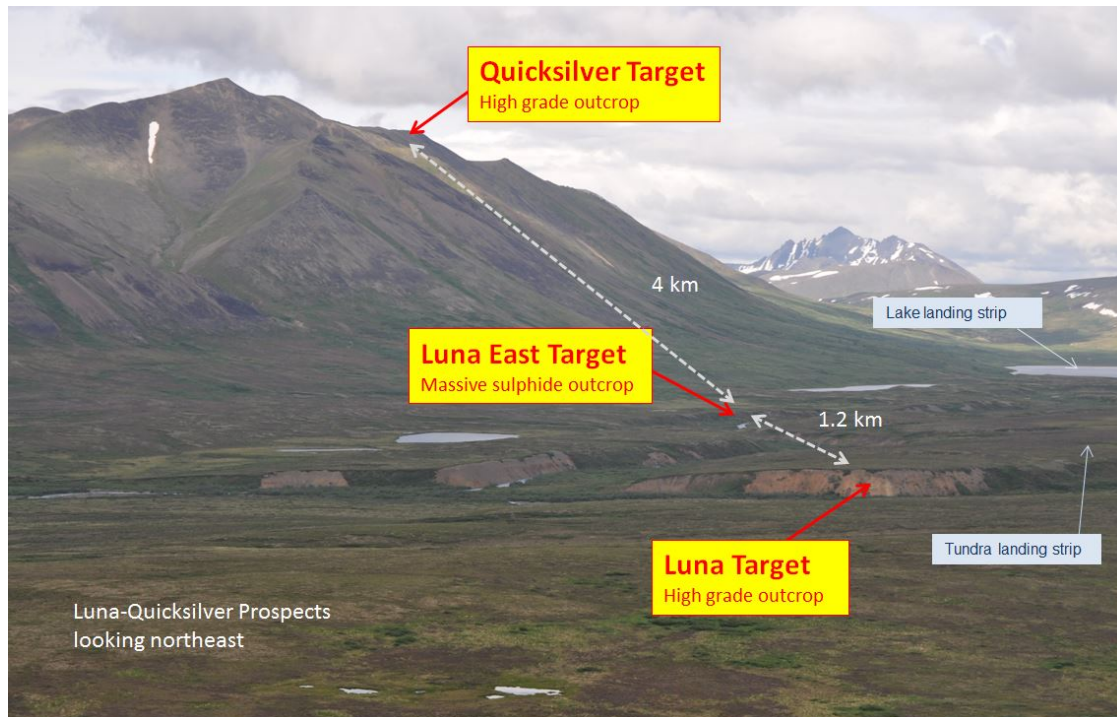 Quicksilver Target
High grade outcrop
4 km
Lake landing strip
Luna East Target
Massive sulphide outcrop
1.2 km
Tundra landing strip
Luna Target
High grade outcrop
Luna-Quicksilver Prospects
looking northeast